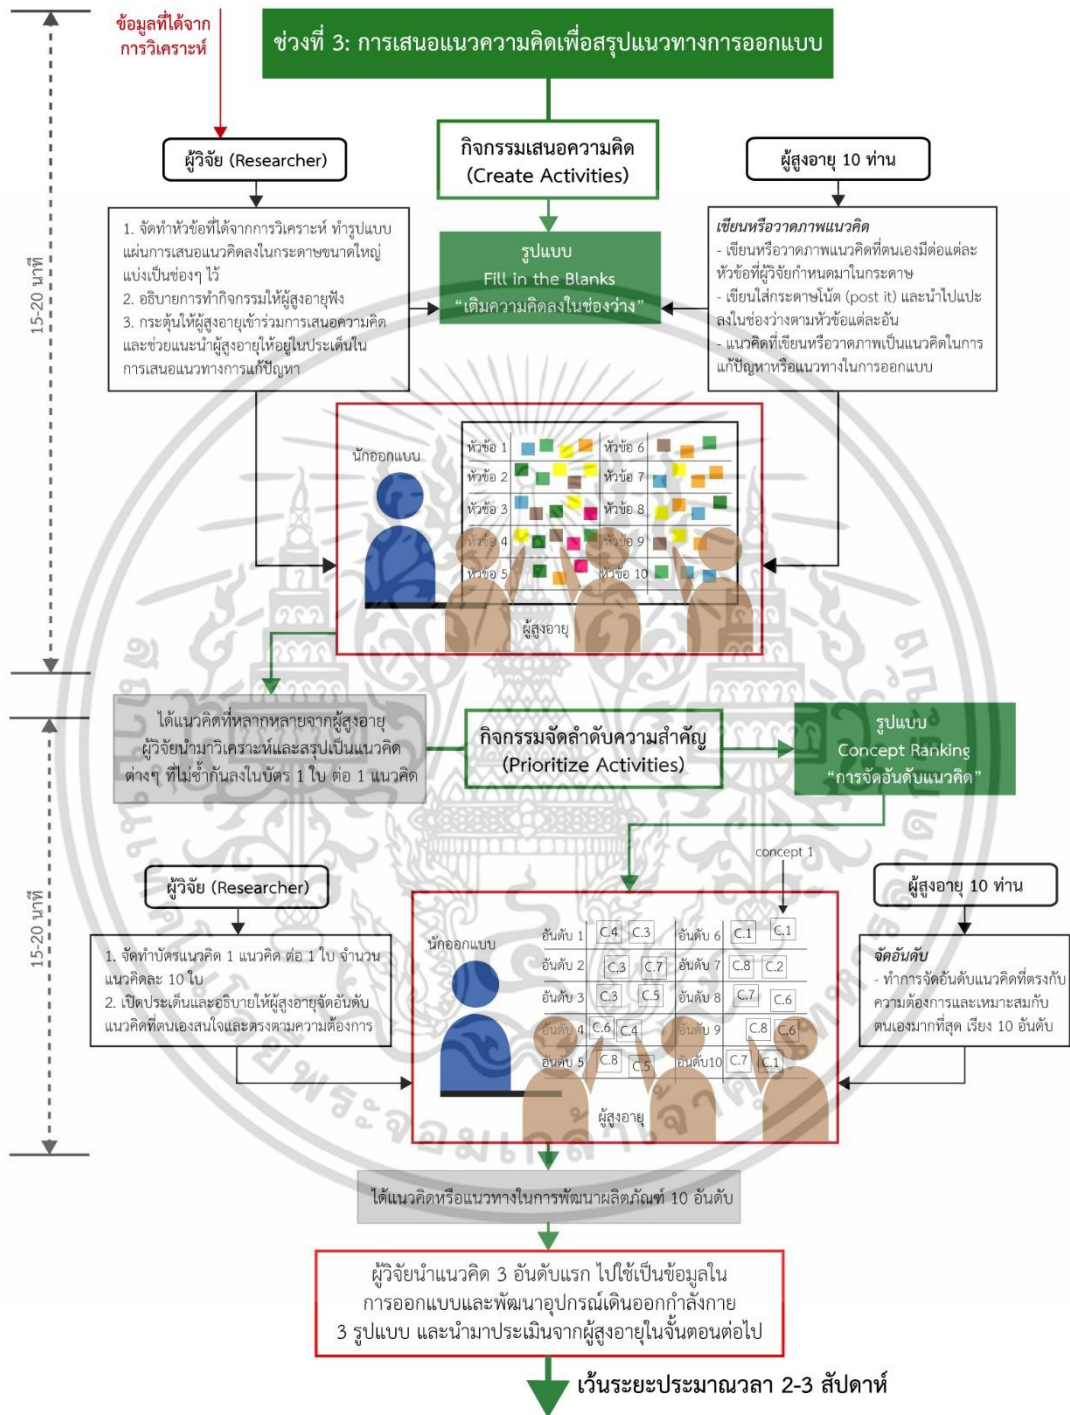 ข้อมูลที่ได้จาก
การวิเคราะห์
ช่วงที่ 3: การเสนอแนวความคิดเพื่อสรุปแนวทางการออกแบบ
15-20 นาที
ผู้วิจัย (Researcher)
กิจกรรมเสนอความคิด
(Create Activities)
ผู้สูงอายุ 10 ท่าน
1. จัดทำหัวข้อที่ได้จากการวิเคราะห์ ทำรูปแบบ
แผ่นการเสนอแนวคิดลงในกระดาษขนาดใหญ่
แบ่งเป็นช่องๆ ไว้
2. อธิบายการทำกิจกรรมให้ผู้สูงอายุฟัง
3. กระตุ้นให้ผู้สูงอายุเข้าร่วมการเสนอความคิด
และช่วยแนะนำผู้สูงอายุให้อยู่ในประเด็นใน
การเสนอแนวทางการแก้ปัญหา
รูปแบบ
Fill in the Blanks
“เติมความคิดลงในช่องว่าง”
เขียนหรือวาดภาพแนวคิด
- เขียนหรือวาดภาพแนวคิดที่ตนเองมีต่อแต่ละ
หัวข้อที่ผู้วิจัยกำหนดมาในกระดาษ
- เขียนใส่กระดาษโน้ต (post it) และนำไปแปะ
ลงในช่องว่างตามหัวข้อแต่ละอัน
- แนวคิดที่เขียนหรือวาดภาพเป็นแนวคิดในการ
แก้ปัญหาหรือแนวทางในการออกแบบ
นักออกแบบ
หัวข้อ 1
หัวข้อ 2
หัวข้อ 3
หัวข้อ 4
หัวข้อ 5
หัวข้อ 6
หัวข้อ 7
หัวข้อ 8
หัวข้อ 9
หัวข้อ 10
ผู้สูงอายุ
15-20 นาที
ได้แนวคิดที่หลากหลายจากผู้สูงอายุ
ผู้วิจัยนำมาวิเคราะห์และสรุปเป็นแนวคิด
ต่างๆ ที่ไม่ซ้ำกันลงในบัตร 1 ใบ ต่อ 1 แนวคิด
กิจกรรมจัดลำดับความสำคัญ
(Prioritize Activities)
รูปแบบ
Concept Ranking
“การจัดอันดับแนวคิด”
concept 1
ผู้วิจัย (Researcher)
ผู้สูงอายุ 10 ท่าน
1. จัดทำบัตรแนวคิด 1 แนวคิด ต่อ 1 ใบ จำนวน
แนวคิดละ 10 ใบ
2. เปิดประเด็นและอธิบายให้ผู้สูงอายุจัดอันดับ
แนวคิดที่ตนเองสนใจและตรงตามความต้องการ
นักออกแบบ
อันดับ 1 C.4 C.3 อันดับ 6 C.1 C.1
อันดับ 2 C.3 C.7 อันดับ 7 C.8 C.2
อันดับ 3 C.3 C.5 อันดับ 8 C.7 C.6
อันดับ 4 C.6 C.4 อันดับ 9 C.8 C.6
อันดับ 5 C.8 C.5 อันดับ10 C.7 C.1
ผู้สูงอายุ
จัดอันดับ
- ทำการจัดอันดับแนวคิดที่ตรงกับ
ความต้องการและเหมาะสมกับ
ตนเองมากที่สุด เรียง 10 อันดับ
ได้แนวคิดหรือแนวทางในการพัฒนาผลิตภัณฑ์ 10 อันดับ
ผู้วิจัยนำแนวคิด 3 อันดับแรก ไปใช้เป็นข้อมูลใน
การออกแบบและพัฒนาอุปกรณ์เดินออกกำลังกาย
3 รูปแบบ และนำมาประเมินจากผู้สูงอายุในจั้นตอนต่อไป
เว้นระยะประมาณวลา 2-3 สัปดาห์